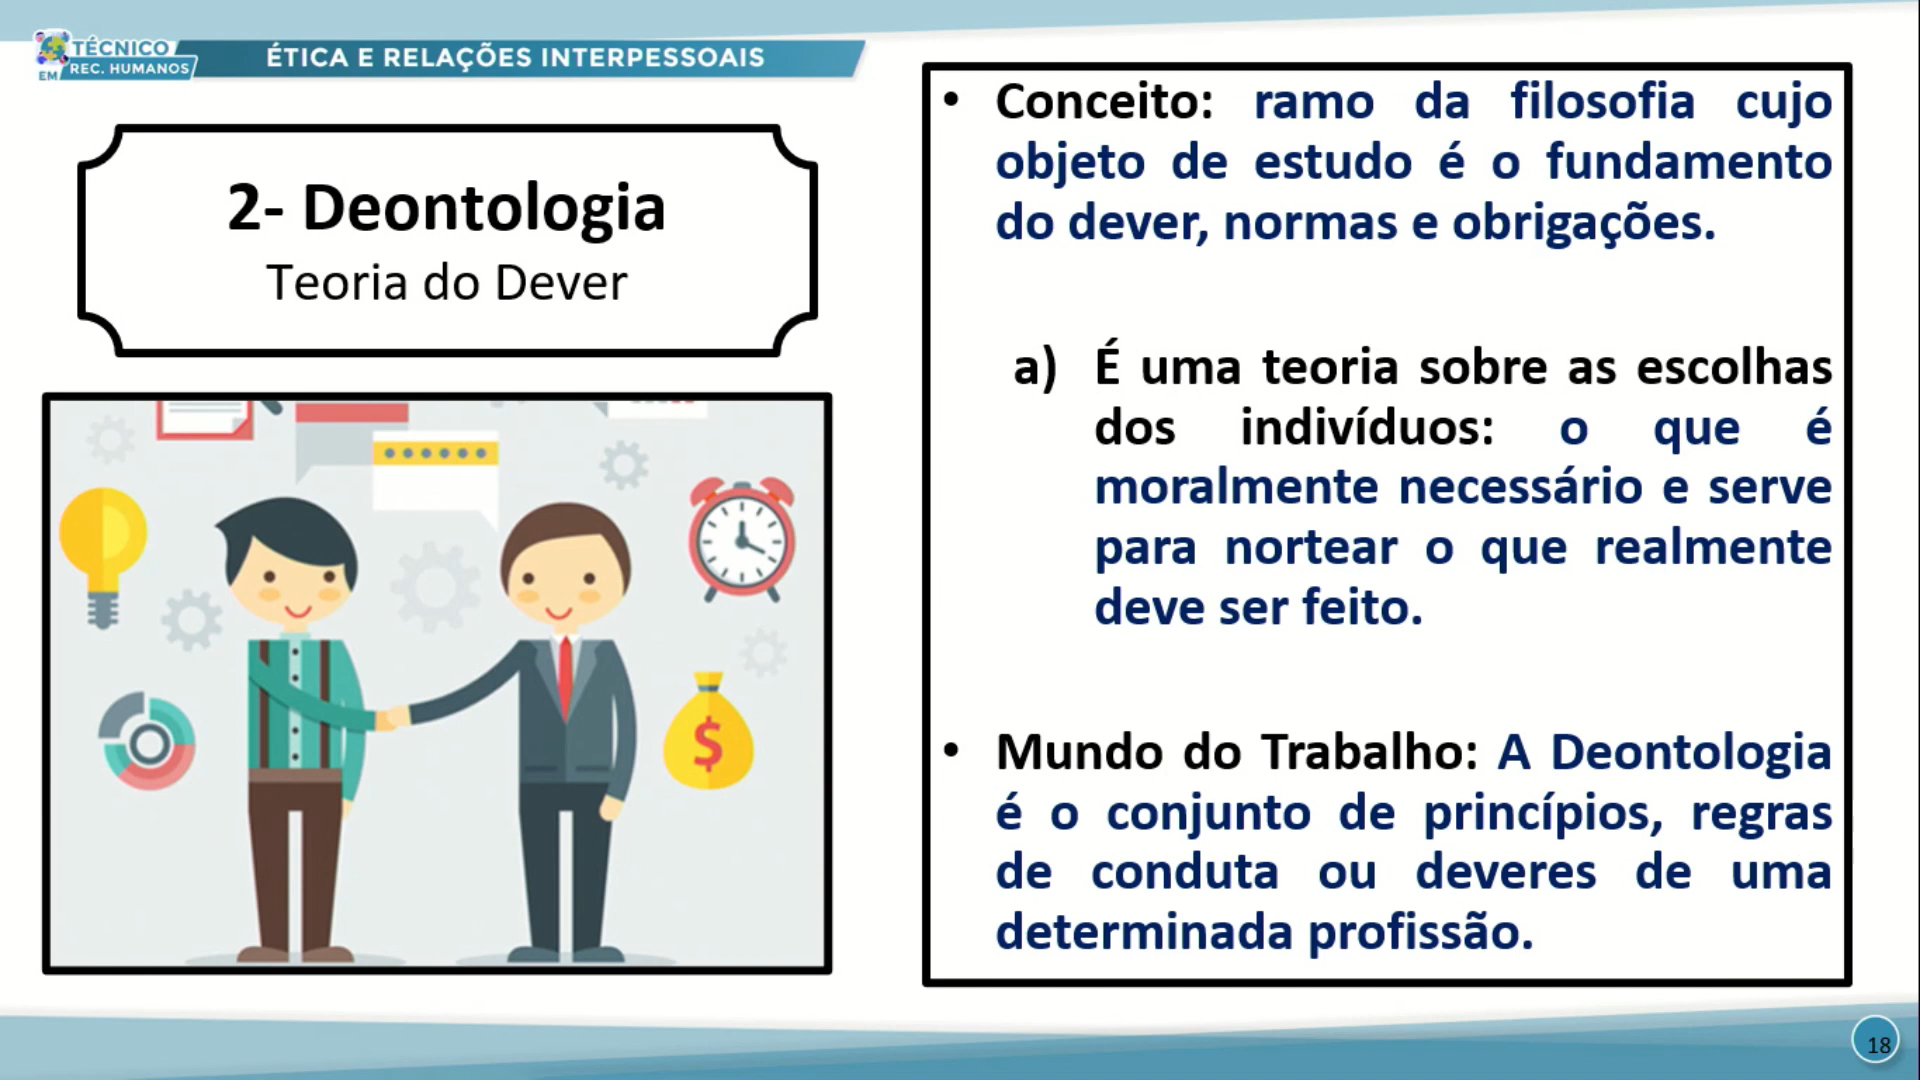 TÉCNICO
EM REC. HUMANOS
ÉTICA E RELAÇÕES INTERPESSOAIS
2- Deontologia
Teoria do Dever
$
• Conceito: ramo da filosofia cujo
objeto de estudo é o fundamento
do dever, normas e obrigações.
a) É uma teoria sobre as escolhas
dos indivíduos: o que é
moralmente necessário e serve
para nortear o que realmente
deve ser feito.
• Mundo do Trabalho: A Deontologia
é o conjunto de princípios, regras
de conduta ou deveres de uma
determinada profissão.
18